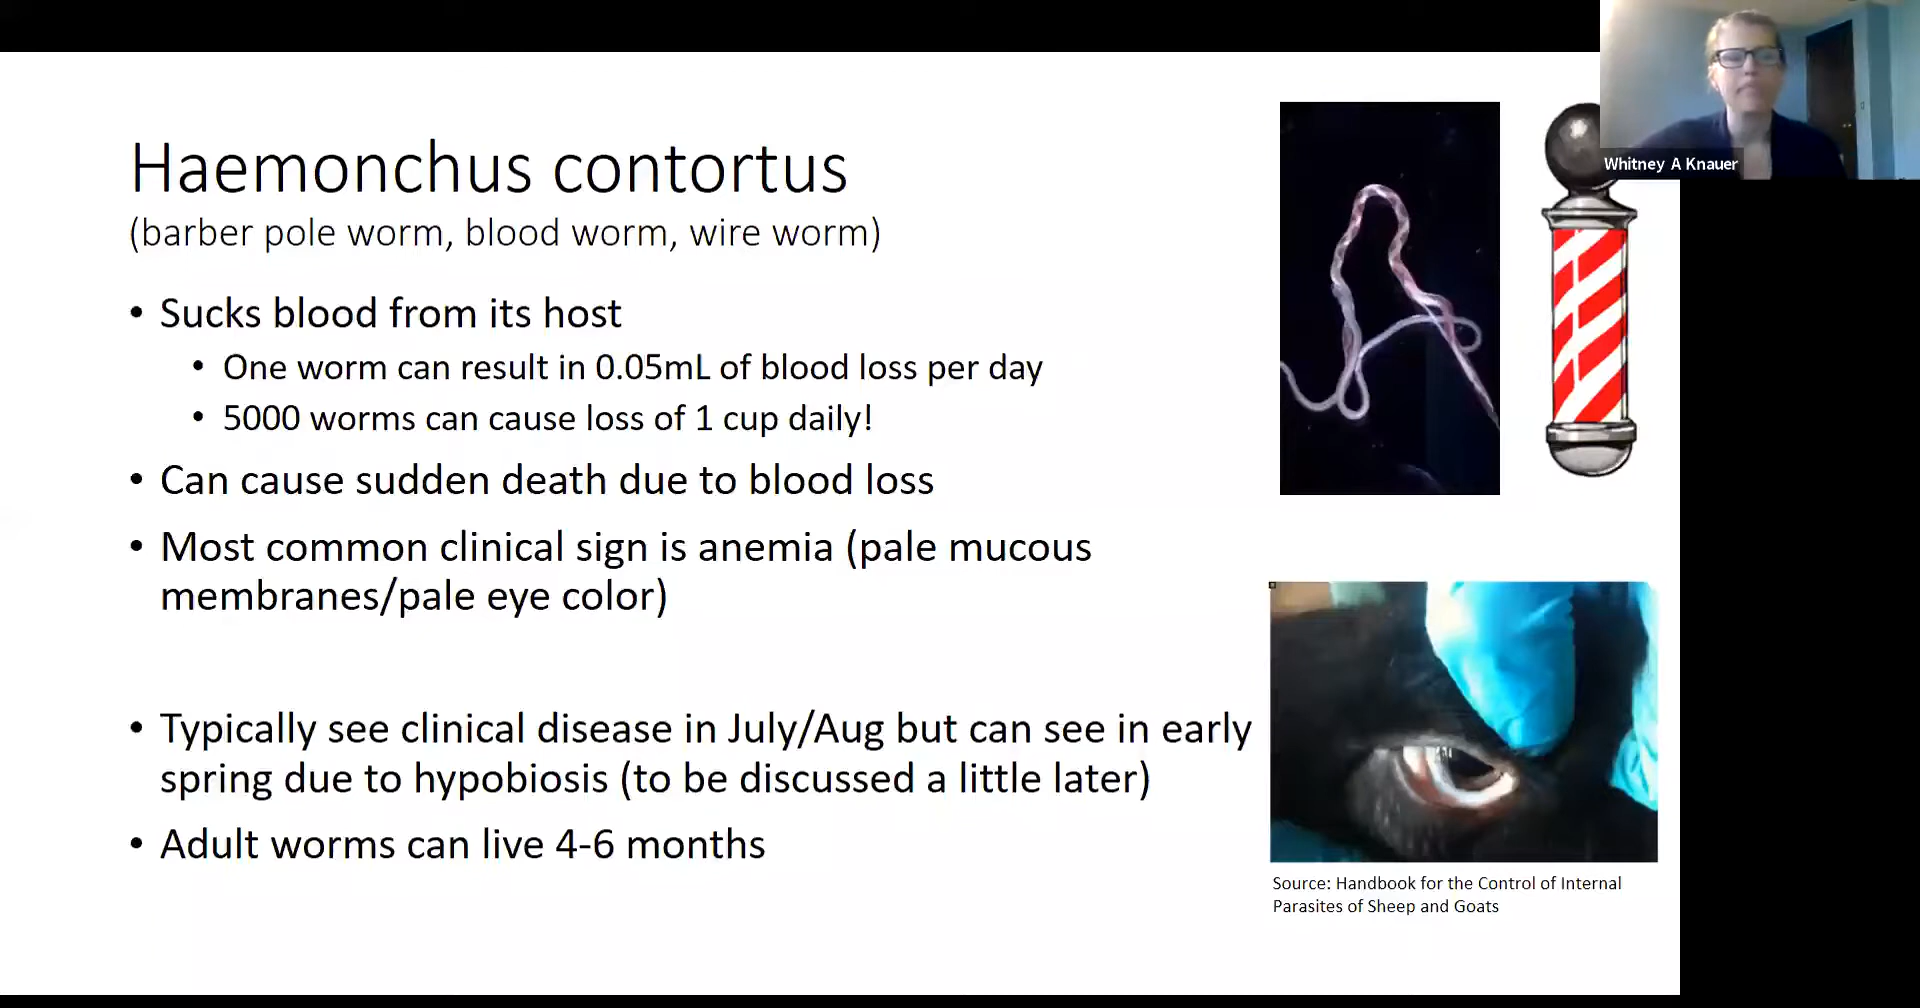 Whitney A Knauer
Haemonchus contortus
(barber pole worm, blood worm, wire worm)
• Sucks blood from its host
• One worm can result in 0.05mL of blood loss per day
• 5000 worms can cause loss of 1 cup daily!
• Can cause sudden death due to blood loss
• Most common clinical sign is anemia (pale mucous
membranes/pale eye color)
• Typically see clinical disease in July/Aug but can see in early
spring due to hypobiosis (to be discussed a little later)
• Adult worms can live 4-6 months
Source: Handbook for the Control of Internal
Parasites of Sheep and Goats